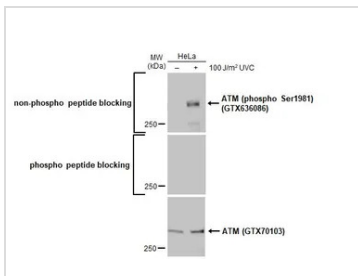 MW
(kDa)
HeLa
– + 100 J/m² UVC
non-phospho peptide blocking
ATM (phospho Ser1981)
(GTX636086)
250
phospho peptide blocking
250
ATM (GTX70103)
250